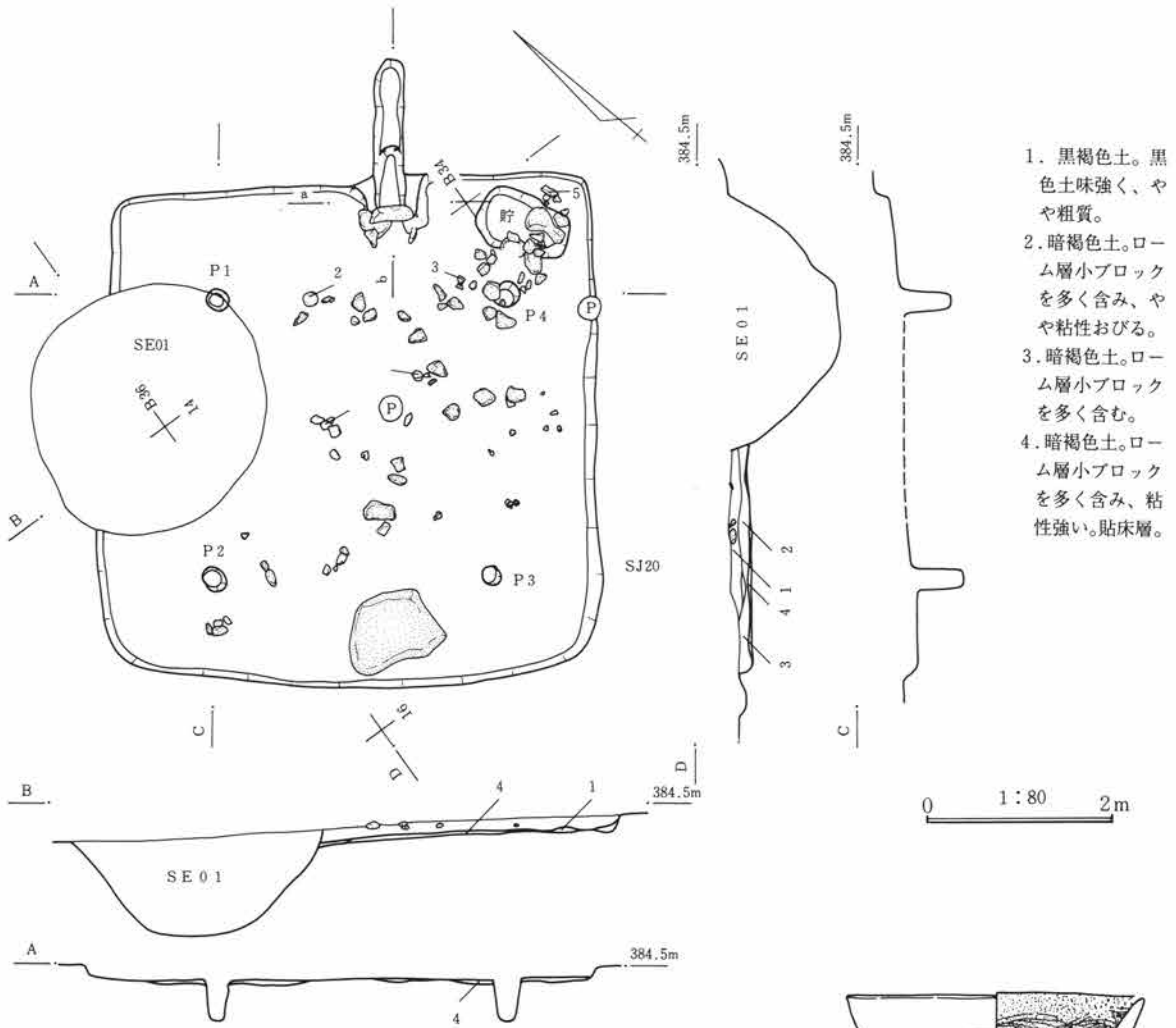 384.5m
384.5m
B34
a
貯
5
b
A
P1
2
3
P4
P
SE01
B36
14
P
SE01
B
P2
P3
SJ20
C
16
D
2
1
4
3
D
C
1. 黒褐色土。黒
色土味強く、や
や粗質。
2.暗褐色土。ロー
ム層小ブロック
を多く含み、や
や粘性おびる。
3.暗褐色土。ロー
ム層小ブロック
を多く含む。
4.暗褐色土。ロー
ム層小ブロック
を多く含み、粘
性強い。貼床層。
B
4
1
384.5m
SE01
0
1:80
2m
A
384.5m
4